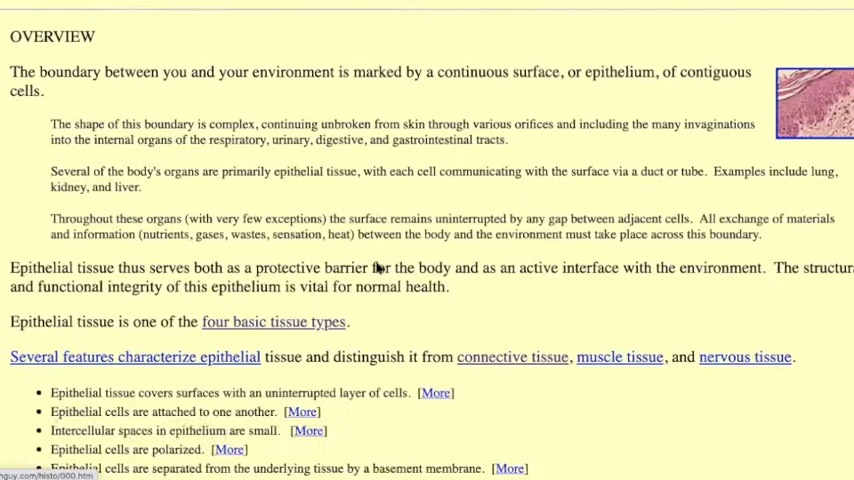 OVERVIEW
The boundary between you and your environment is marked by a continuous surface, or epithelium, of contiguous
cells.
The shape of this boundary is complex, continuing unbroken from skin through various orifices and including the many invaginations
into the internal organs of the respiratory, urinary, digestive, and gastrointestinal tracts.
Several of the body's organs are primarily epithelial tissue, with each cell communicating with the surface via a duct or tube. Examples include lung,
kidney, and liver.
Throughout these organs (with very few exceptions) the surface remains uninterrupted by any gap between adjacent cells. All exchange of materials
and information (nutrients, gases, wastes, sensation, heat) between the body and the environment must take place across this boundary.
Epithelial tissue thus serves both as a protective barrier for the body and as an active interface with the environment. The structura
and functional integrity of this epithelium is vital for normal health.
Epithelial tissue is one of the four basic tissue types.
Several features characterize epithelial tissue and distinguish it from connective tissue, muscle tissue, and nervous tissue.
• Epithelial tissue covers surfaces with an uninterrupted layer of cells. [More]
• Epithelial cells are attached to one another. [More]
• Intercellular spaces in epithelium are small. [More]
• Epithelial cells are polarized. [More]
• Epithelial cells are separated from the underlying tissue by a basement membrane. [More]
hguy.com/histo/000.htm